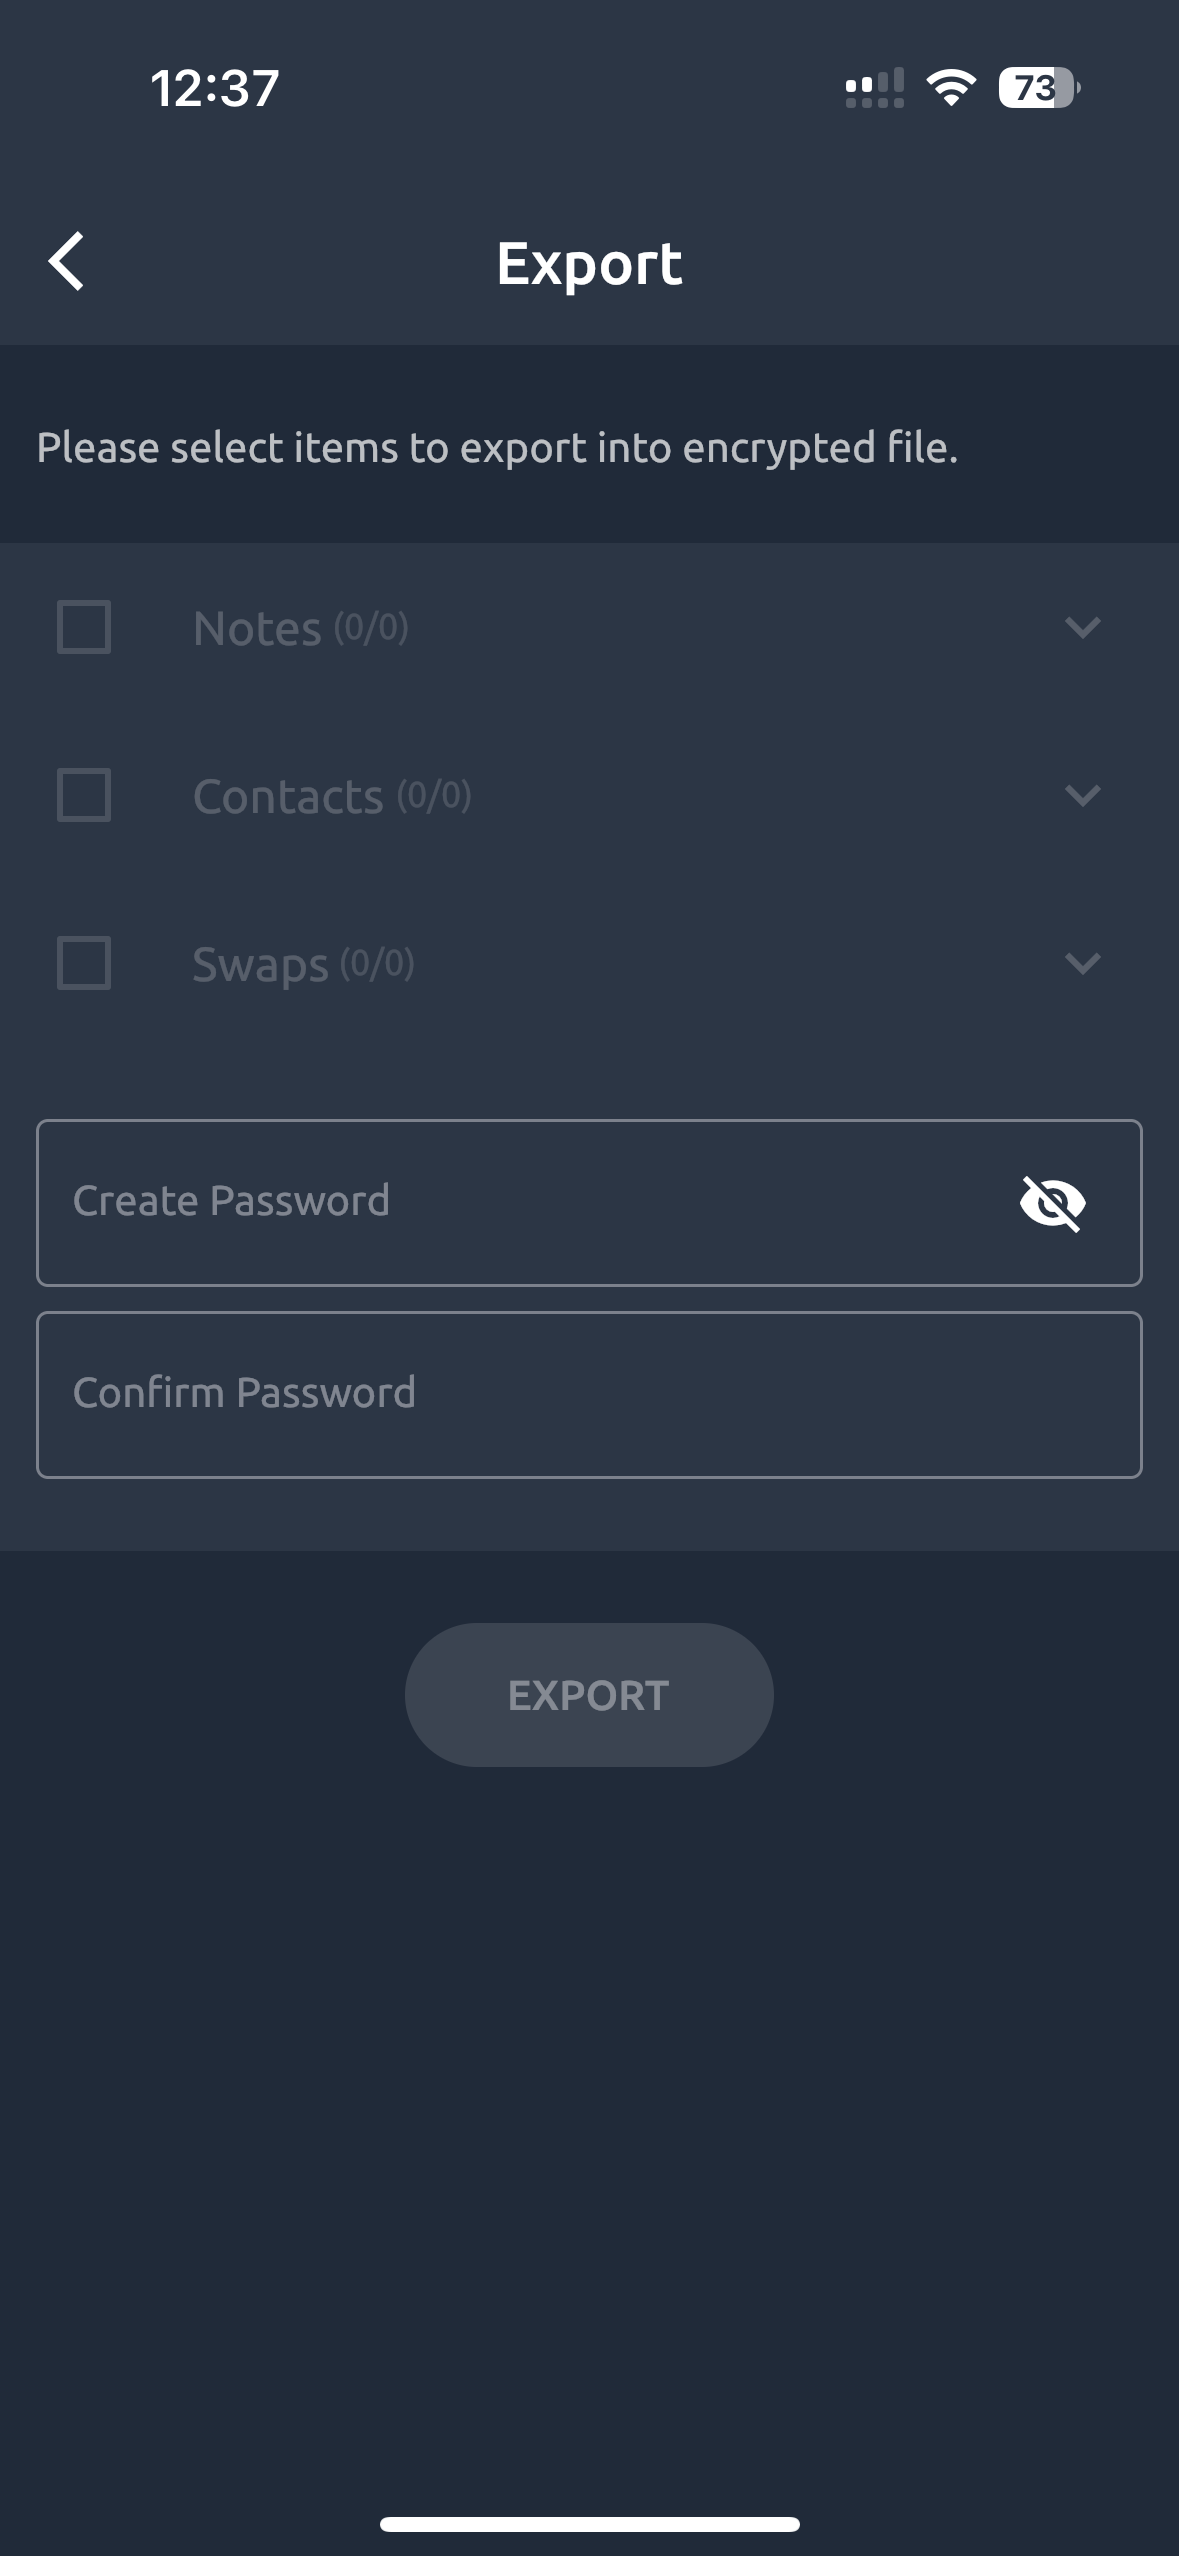 12:37
73
Export
Please select items to export into encrypted file.
Notes (0/0)
Contacts (0/0)
Swaps (0/0)
Create Password
Confirm Password
EXPORT